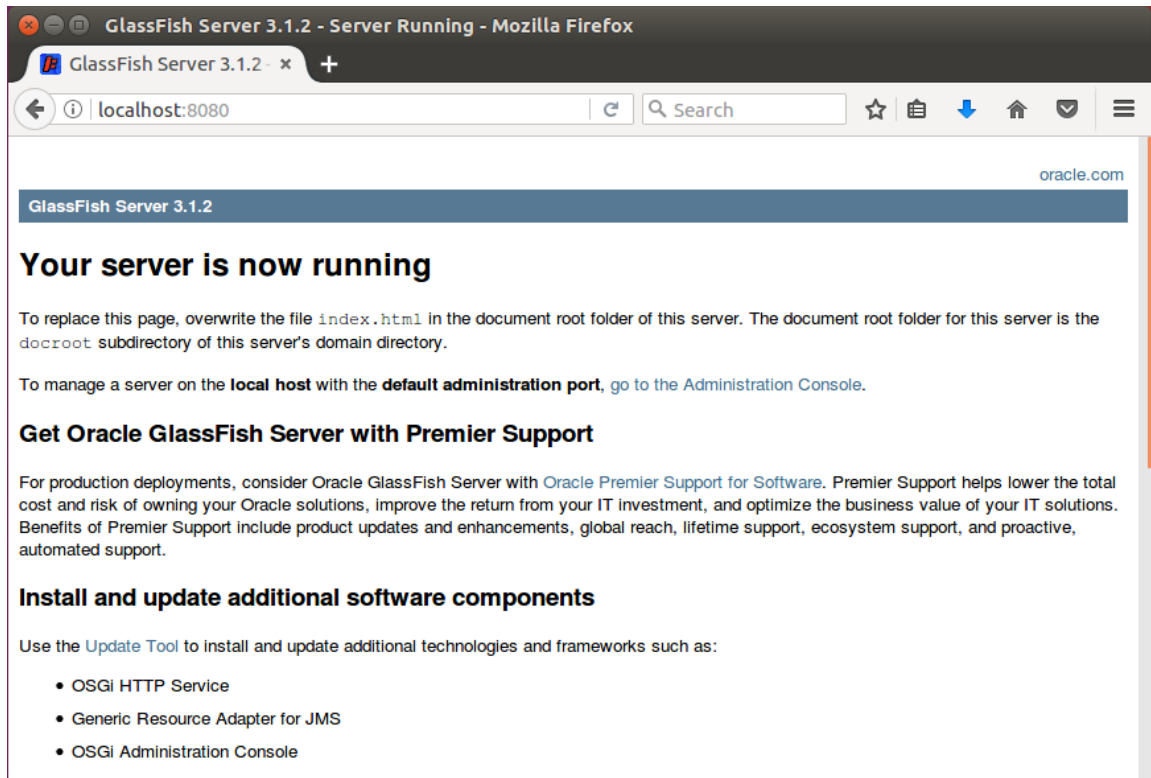 GlassFish Server 3.1.2 - Server Running - Mozilla Firefox
GlassFish Server 3.1.2 -
localhost:8080
Search
oracle.com
GlassFish Server 3.1.2
Your server is now running
To replace this page, overwrite the file index.html in the document root folder of this server. The document root folder for this server is the
docroot subdirectory of this server's domain directory.
To manage a server on the local host with the default administration port, go to the Administration Console.
Get Oracle GlassFish Server with Premier Support
For production deployments, consider Oracle GlassFish Server with Oracle Premier Support for Software. Premier Support helps lower the total
cost and risk of owning your Oracle solutions, improve the return from your IT investment, and optimize the business value of your IT solutions.
Benefits of Premier Support include product updates and enhancements, global reach, lifetime support, ecosystem support, and proactive,
automated support.
Install and update additional software components
Use the Update Tool to install and update additional technologies and frameworks such as:
• OSGi HTTP Service
• Generic Resource Adapter for JMS
• OSGi Administration Console